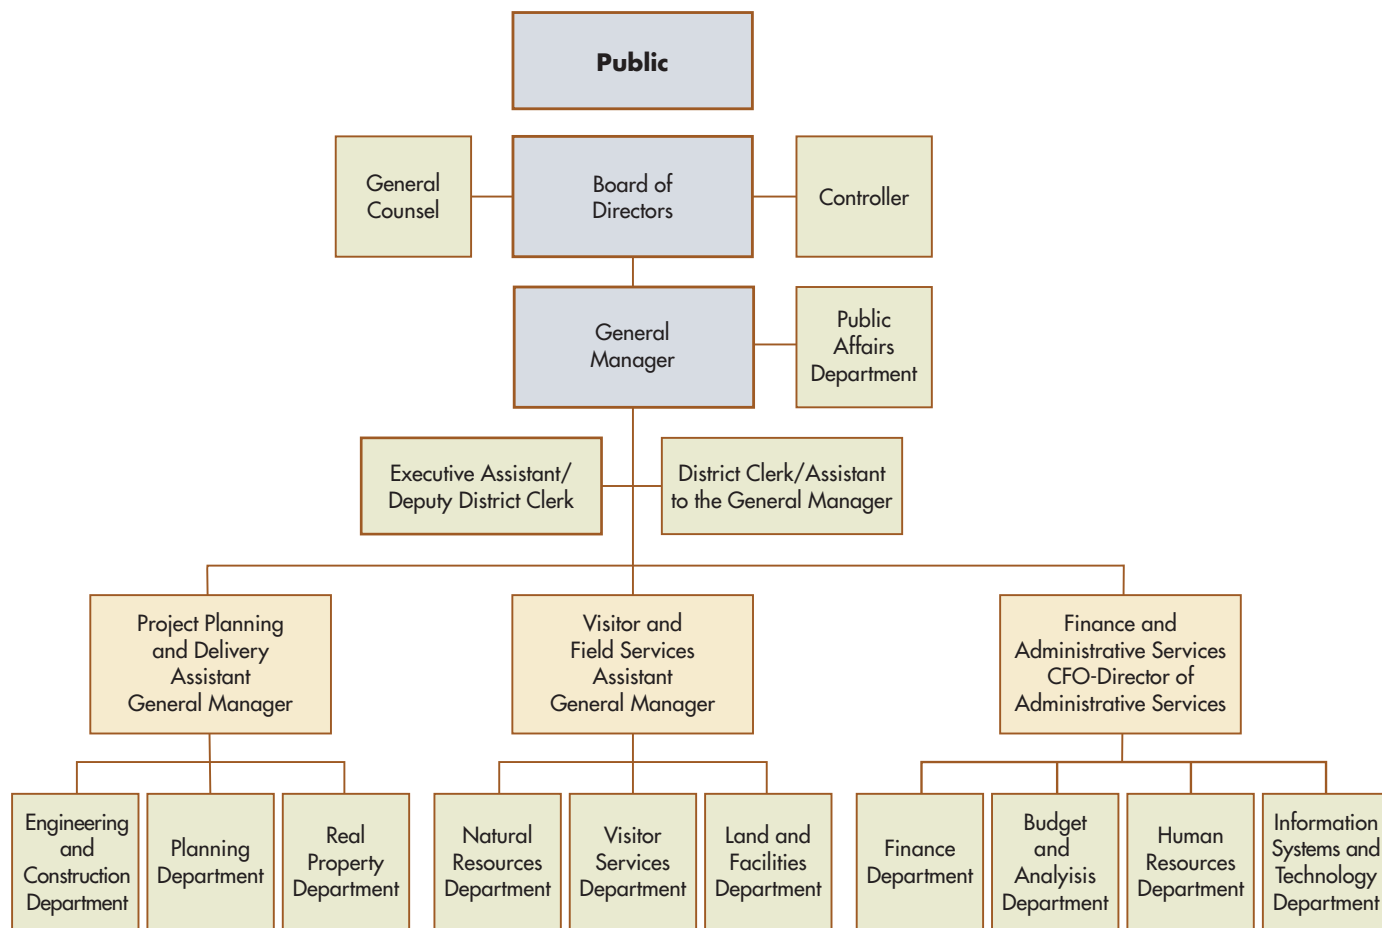 Public
General
Counsel
Board of
Directors
Controller
General
Manager
Public
Affairs
Department
Executive Assistant/
Deputy District Clerk
District Clerk/Assistant
to the General Manager
Project Planning
and Delivery
Assistant
General Manager
Visitor and
Field Services
Assistant
General Manager
Finance and
Administrative Services
CFO-Director of
Administrative Services
Engineering
and
Construction
Department
Planning
Department
Real
Property
Department
Natural
Resources
Department
Visitor
Services
Department
Land and
Facilities
Department
Finance
Department
Budget
and
Analyisis
Department
Human
Resources
Department
Information
Systems and
Technology
Department